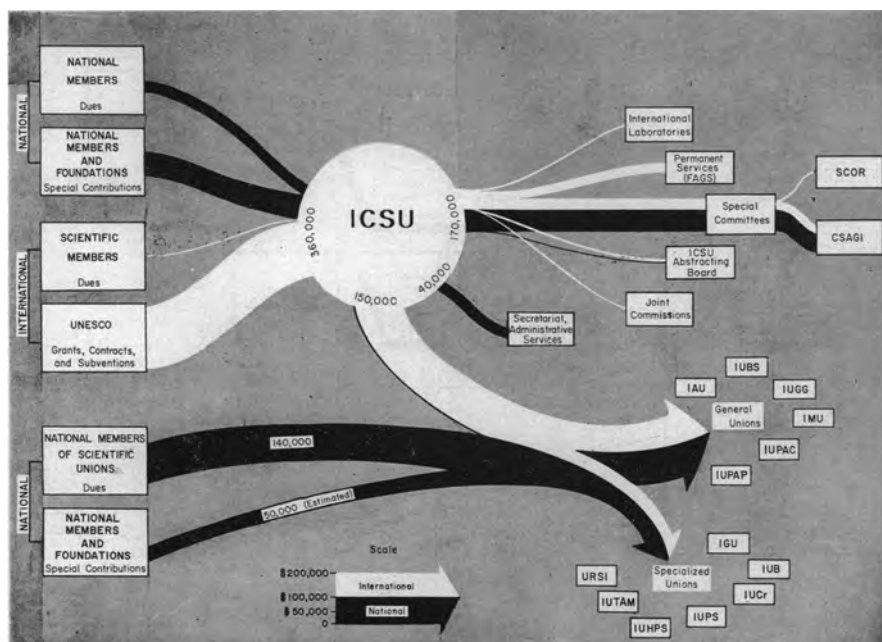 NATIONAL
NATIONAL
MEMBERS
Dues
NATIONAL
MEMBERS
AND
FOUNDATIONS
Special Contributions
INTERNATIONAL
SCIENTIFIC
MEMBERS
Dues
UNESCO
Grants, Contracts,
and Subventions
NATIONAL
NATIONAL MEMBERS
OF SCIENTIFIC
UNIONS
Dues
NATIONAL
MEMBERS
AND
FOUNDATIONS
Special Contributions
ICSU
360,000
170,000
40,000
150,000
International
Laboratories
Permanent
Services
(FAGS)
Special
Committees
SCOR
CSAGI
ICSU
Abstracting
Board
Joint
Commissions
Secretariat,
Administrative
Services
140,000
50,000 (Estimated)
IAU
IUBS
IUGG
General
Unions
IMU
IUPAC
IUPAP
IGU
Specialized
Unions
IUB
URSI
IUCr
IUTAM
IUPS
IUHPS
Scale
$200,000
International
$100,000
$50,000
National
0